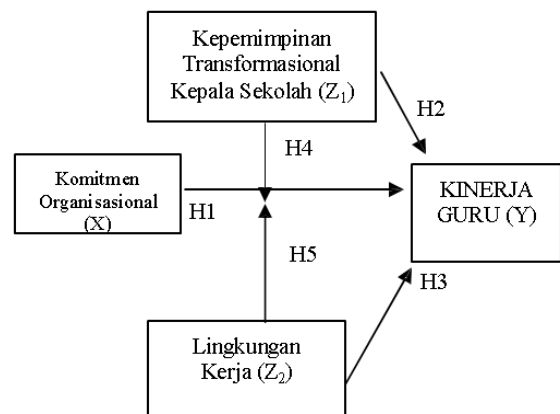 Kepemimpinan
Transformasional
Kepala Sekolah (Z₁)
H2
H4
Komitmen
Organisasional
(X)
H1
KINERJA
GURU (Y)
H5
H3
Lingkungan
Kerja (Z₂)